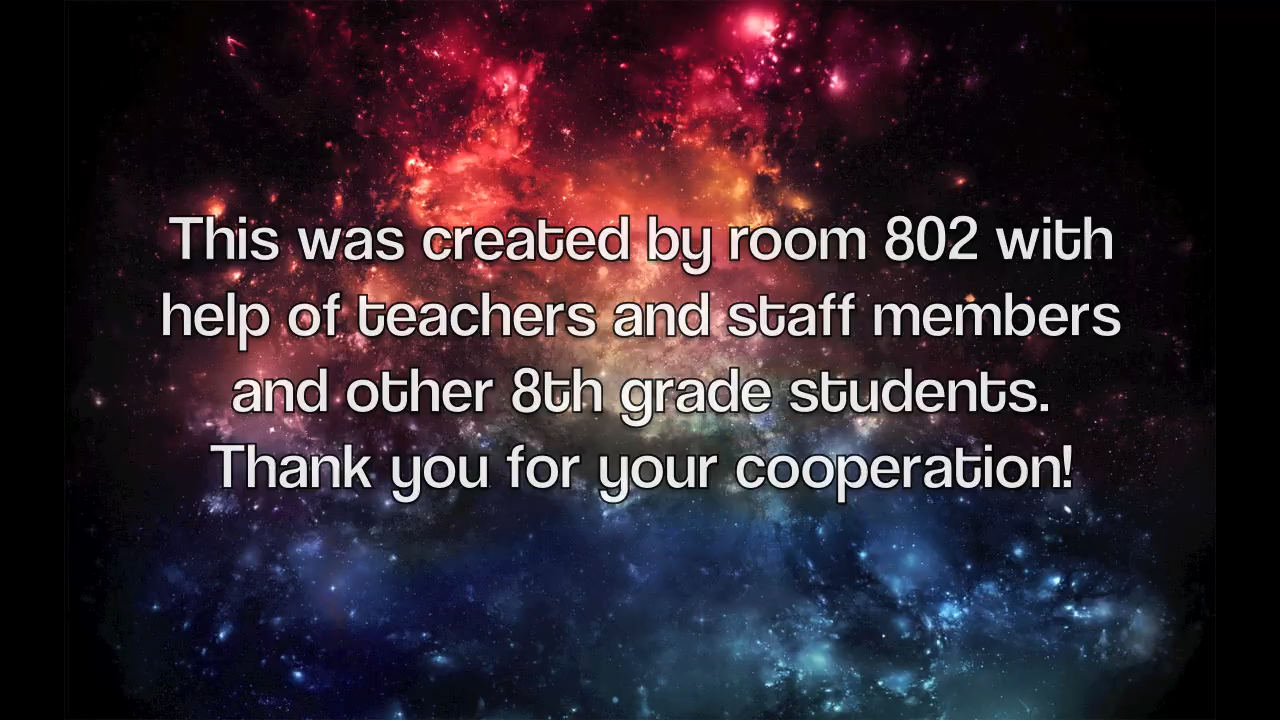 This was created by room 802 with
help of teachers and staff members
and other 8th grade students.
Thank you for your cooperation!